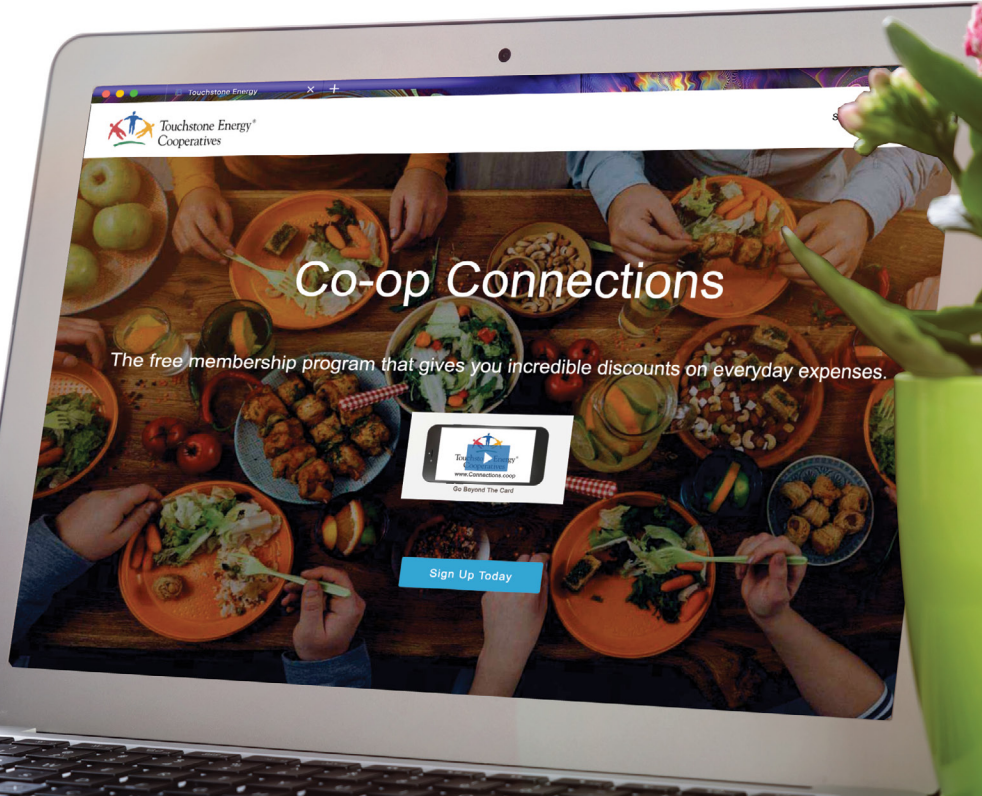 Touchstone Energy
Touchstone Energy®
Cooperatives
Co-op Connections
The free membership program that gives you incredible discounts on everyday expenses.
Touchstone Energy®
Cooperatives
www.Connections.coop
Go Beyond The Card
Sign Up Today